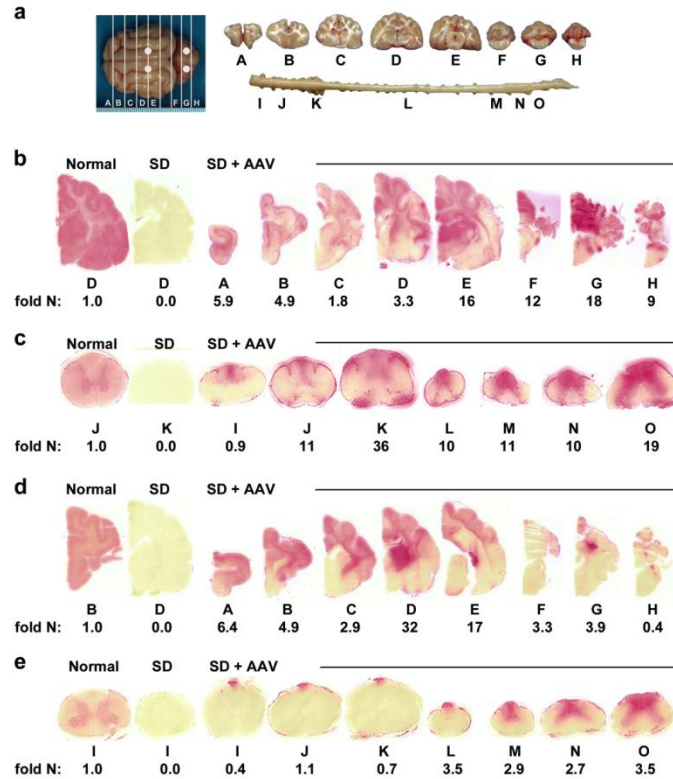 a
A B C D E F G H
A B C D E F G H
I J K L M N O
b
Normal SD SD + AAV
D D A B C D E F G H
fold N: 1.0 0.0 5.9 4.9 1.8 3.3 16 12 18 9
c
Normal SD SD + AAV
J K I J K L M N O
fold N: 1.0 0.0 0.9 11 36 10 11 10 19
d
Normal SD SD + AAV
B D A B C D E F G H
fold N: 1.0 0.0 6.4 4.9 2.9 32 17 3.3 3.9 0.4
e
Normal SD SD + AAV
I I I J K L M N O
fold N: 1.0 0.0 0.4 1.1 0.7 3.5 2.9 2.7 3.5